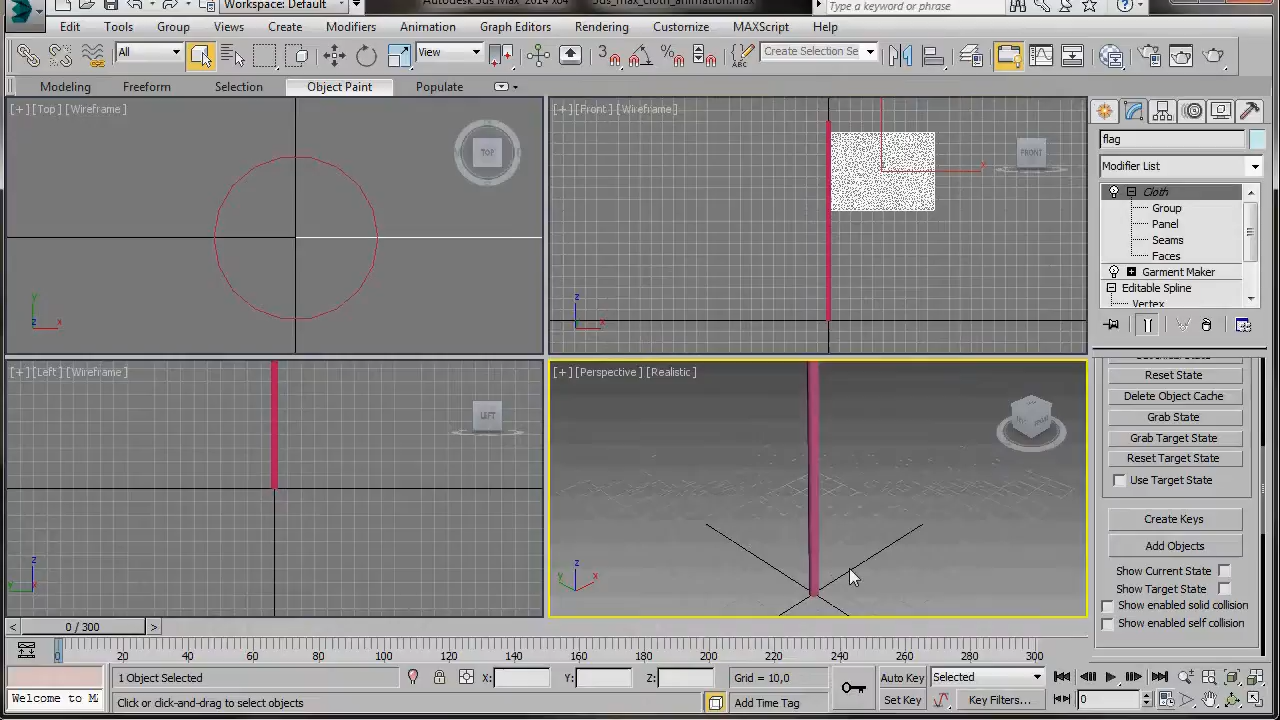 Workspace: Default
Autodesk 3ds Max 2014 x64
3ds_max_cloth_animation.max
Type a keyword or phrase
Edit Tools Group Views Create Modifiers Animation Graph Editors Rendering Customize MAXScript Help
All
View
3
Create Selection Se
Modeling Freeform Selection Object Paint Populate
[+][Top][Wireframe]
TOP
y
z x
[+][Front][Wireframe]
FRONT
x
z
x
[+][Left][Wireframe]
LEFT
z
y
[+][Perspective][Realistic]
z
y x
flag
Modifier List
Cloth
Group
Panel
Seams
Faces
Garment Maker
Editable Spline
Vertex
Reset State
Delete Object Cache
Grab State
Grab Target State
Reset Target State
Use Target State
Create Keys
Add Objects
Show Current State
Show Target State
Show enabled solid collision
Show enabled self collision
< 0 / 300 >
0 20 40 60 80 100 120 140 160 180 200 220 240 260 280 300
1 Object Selected
X: Y: Z:
Grid = 10,0
Auto Key
Selected
Welcome to MA
Click or click-and-drag to select objects
Add Time Tag
Set Key
Key Filters...
0